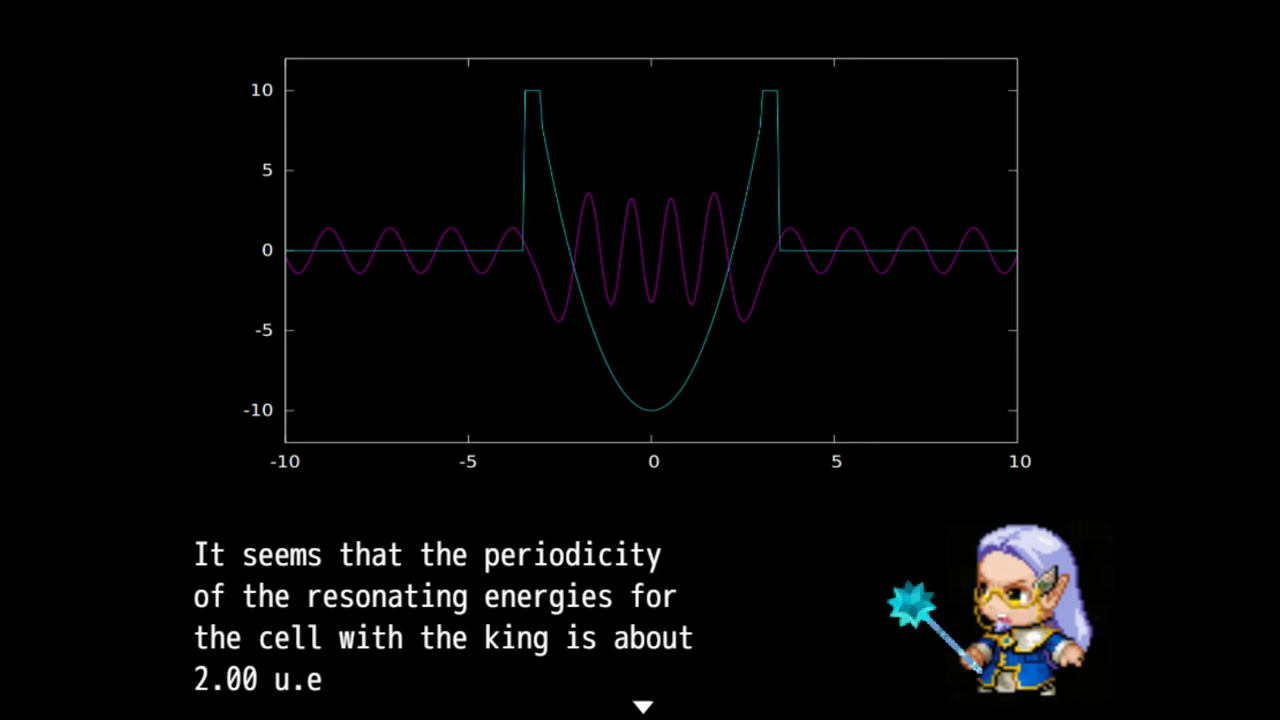 10
5
0
-5
-10
-10 -5 0 5 10
It seems that the periodicity
of the resonating energies for
the cell with the king is about
2.00 u.e